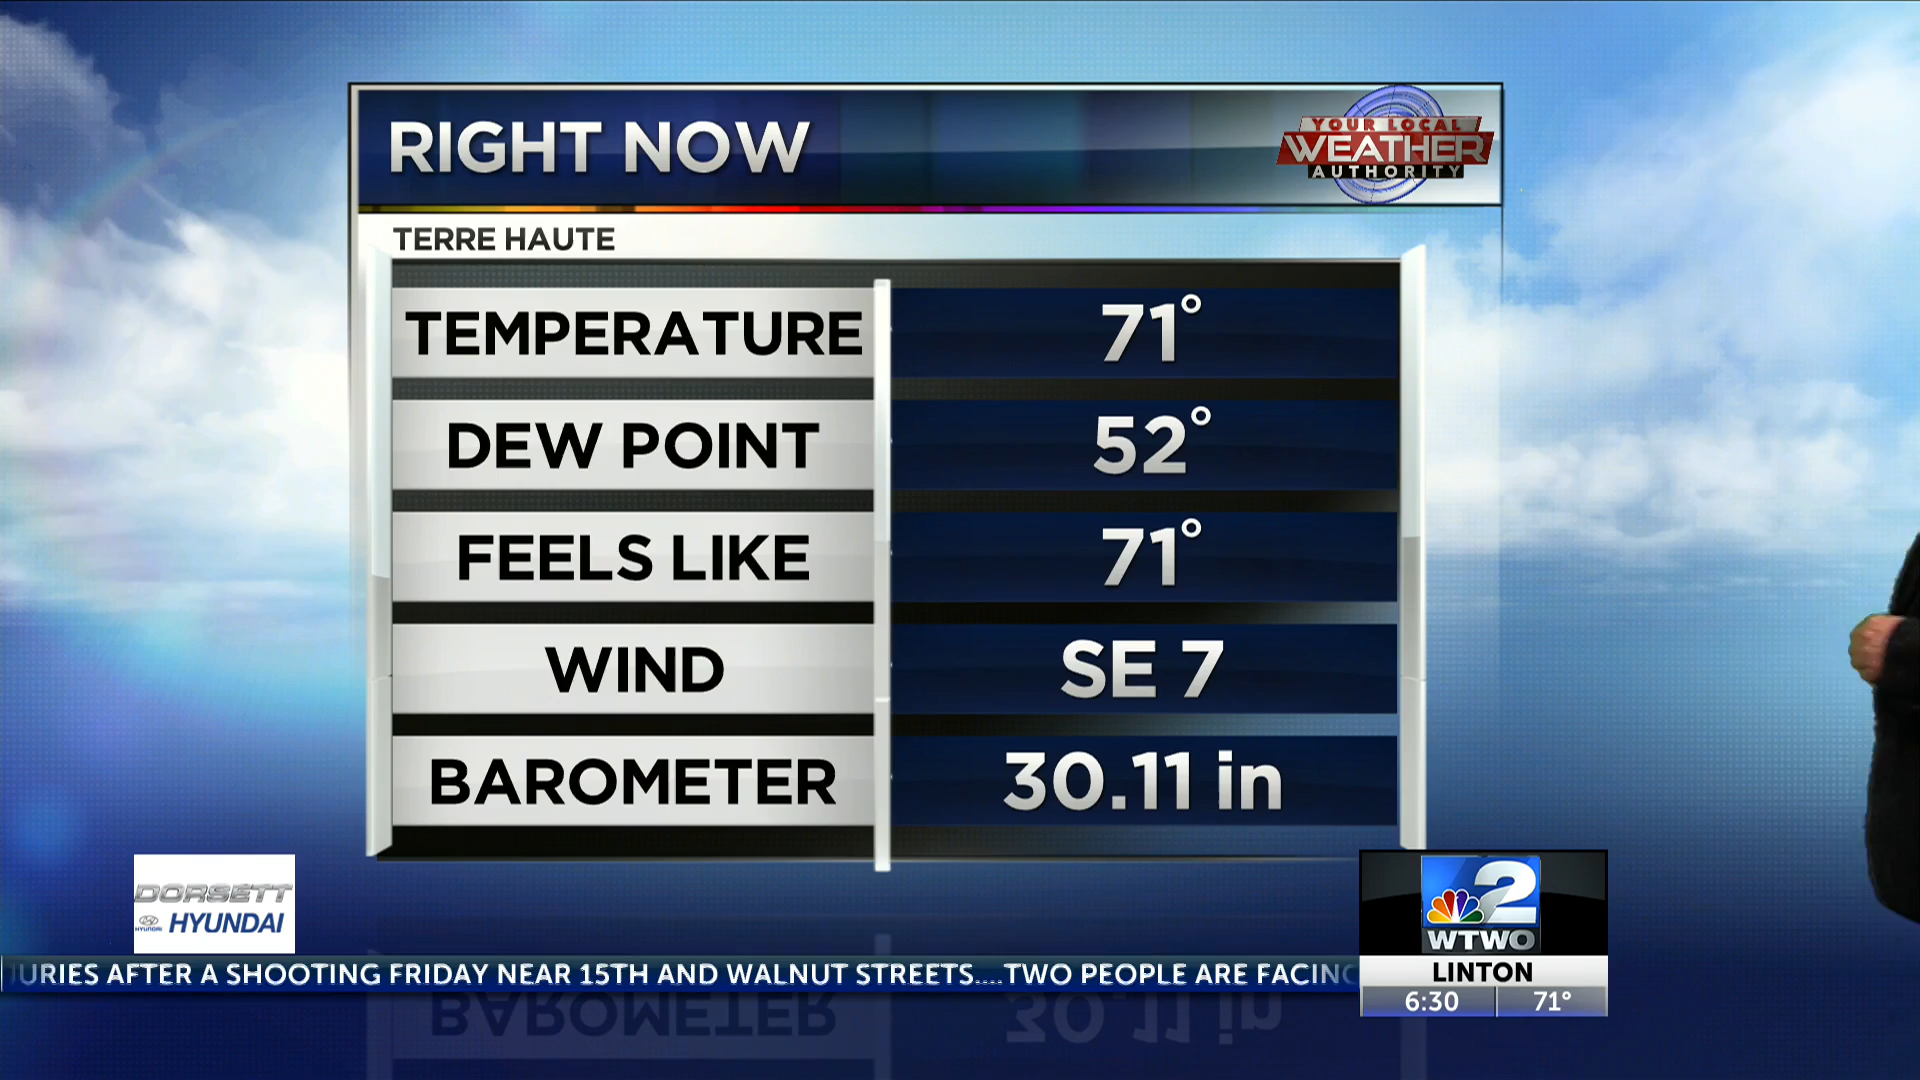 RIGHT NOW
YOUR LOCAL
WEATHER
AUTHORITY
TERRE HAUTE
TEMPERATURE 71°
DEW POINT 52°
FEELS LIKE 71°
WIND SE 7
BAROMETER 30.11 in
DORSETT
HYUNDAI HYUNDAI
2
WTWO
URIES AFTER A SHOOTING FRIDAY NEAR 15TH AND WALNUT STREETS....TWO PEOPLE ARE FACING
LINTON
6:30 71°